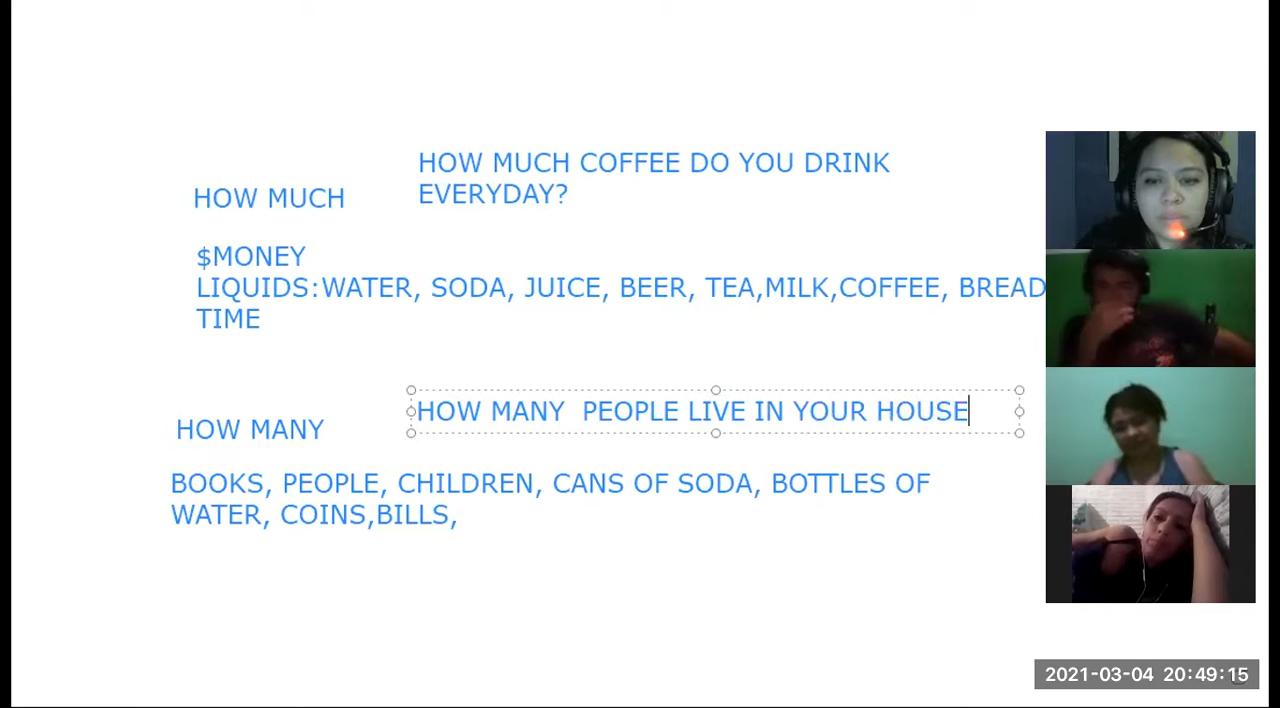 HOW MUCH COFFEE DO YOU DRINK
EVERYDAY?
HOW MUCH
$MONEY
LIQUIDS:WATER, SODA, JUICE, BEER, TEA,MILK,COFFEE, BREAD
TIME
HOW MANY  PEOPLE LIVE IN YOUR HOUSE
HOW MANY
BOOKS, PEOPLE, CHILDREN, CANS OF SODA, BOTTLES OF
WATER, COINS,BILLS,
2021-03-04 20:49:15